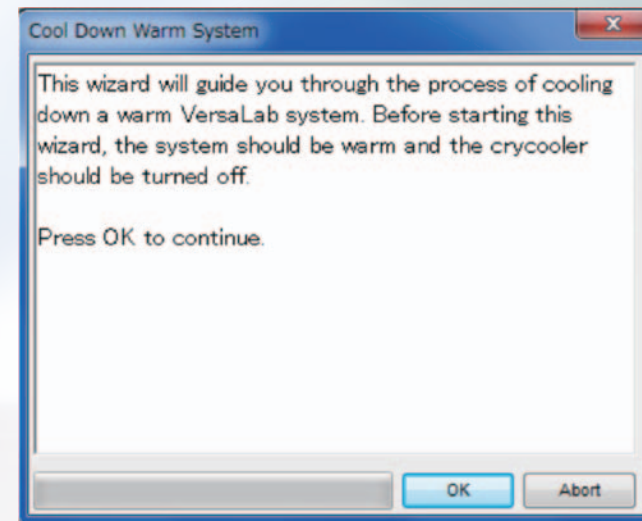 Cool Down Warm System
This wizard will guide you through the process of cooling
down a warm VersaLab system. Before starting this
wizard, the system should be warm and the crycooler
should be turned off.
Press OK to continue.
OK
Abort